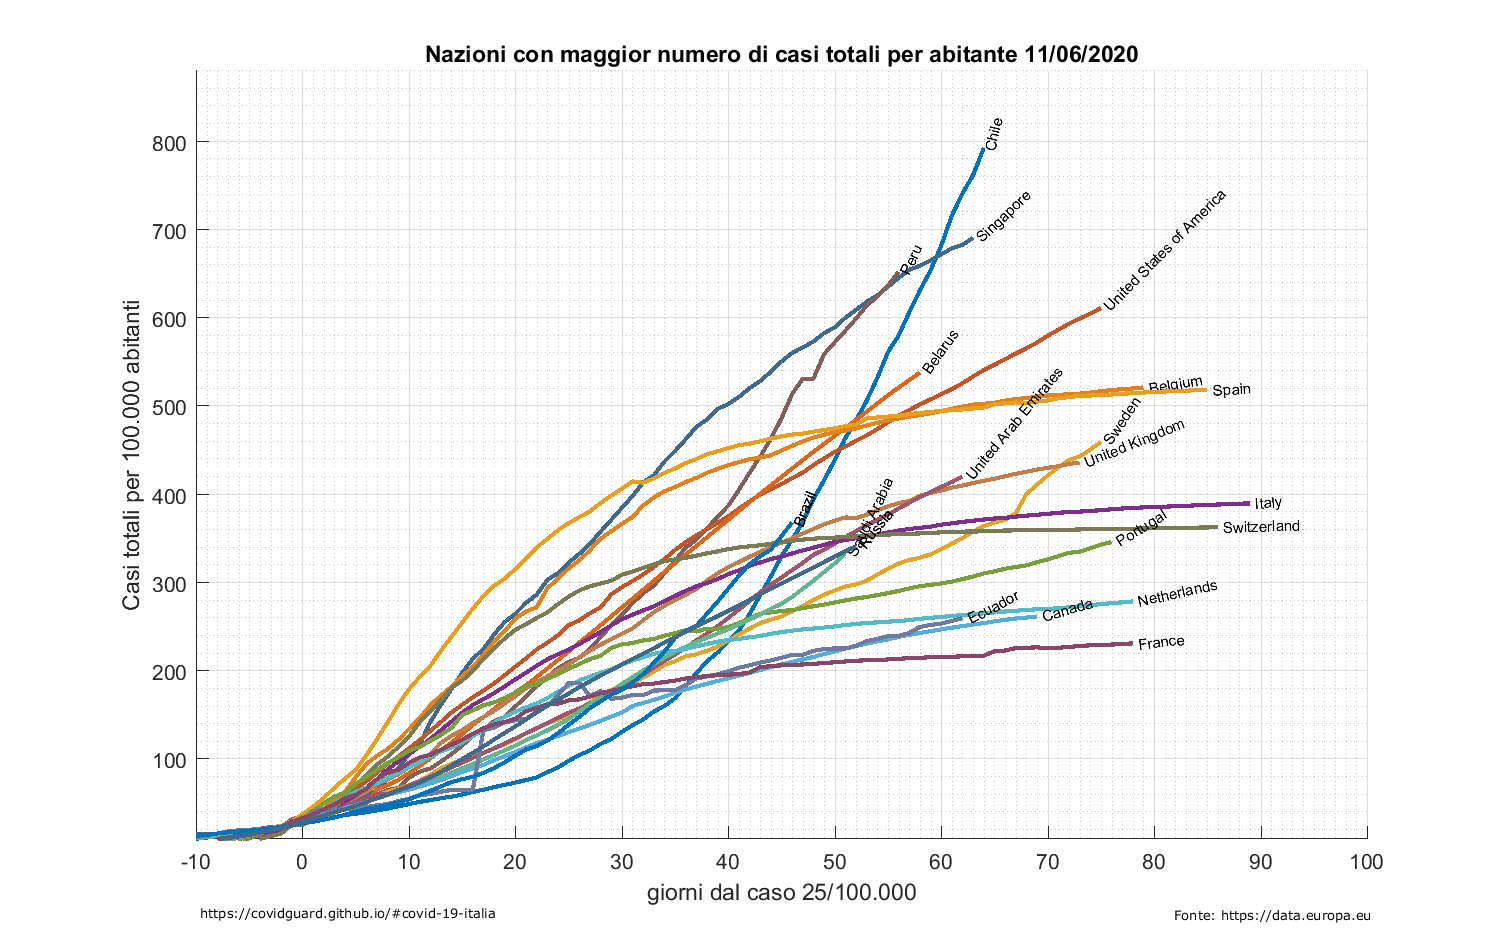 Nazioni con maggior numero di casi totali per abitante 11/06/2020
Casi totali per 100.000 abitanti
800
700
600
500
400
300
200
100
Chile
Singapore
Peru
United States of America
Belarus
Belgium
Spain
United Arab Emirates
Sweden
United Kingdom
Brazil
Saudi Arabia
Russia
Italy
Switzerland
Portugal
Netherlands
Ecuador
Canada
France
-10 0 10 20 30 40 50 60 70 80 90 100
giorni dal caso 25/100.000
https://covidguard.github.io/#covid-19-italia
Fonte: https://data.europa.eu